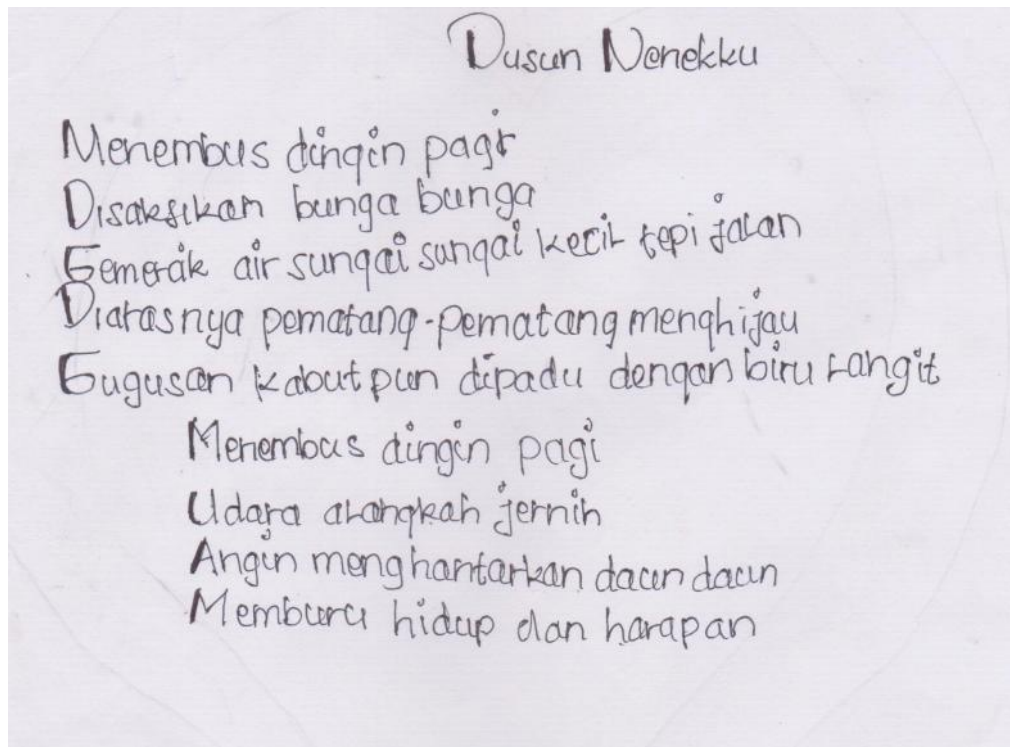 Dusun Nenekku
Menembus dingin pagi
Disaksikan bunga bunga
Gemerak air sungai sungai kecil tepi jalan
Diatasnya pematang-pematang menghijau
Gugusan kabut pun dipadu dengan biru langit
Menembus dingin pagi
Udara alangkah jernih
Angin menghantarkan daun daun
Memburu hidup dan harapan